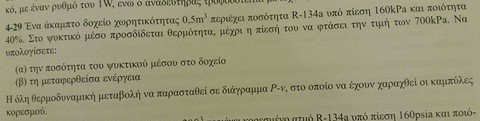 κό, με έναν ρυθμό του 1W, ενώ ο αναδευτήρας τροφοδοτείται
4-29 Ένα άκαμπτο δοχείο χωρητικότητας 0,5m³ περιέχει ποσότητα R-134a υπό πίεση 160kPa και ποιότητα
40%. Στο ψυκτικό μέσο προσδίδεται θερμότητα, μέχρι η πίεσή του να φτάσει την τιμή των 700kPa. Να
υπολογίσετε:
(α) την ποσότητα του ψυκτικού μέσου στο δοχείο
(β) τη μεταφερθείσα ενέργεια
Η όλη θερμοδυναμική μεταβολή να παρασταθεί σε διάγραμμα P-v, στο οποίο να έχουν χαραχθεί οι καμπύλες
κορεσμού.
κορεσμένο ατμό R-134a υπό πίεση 160psia και ποιό-